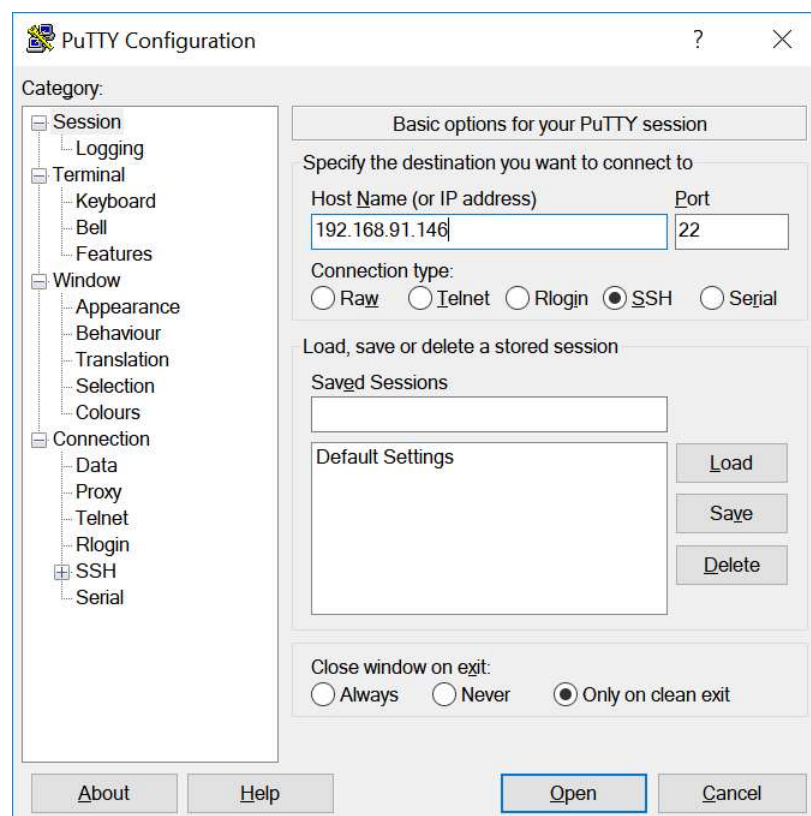 PuTTY Configuration
?
Category:
Session
Logging
Terminal
Keyboard
Bell
Features
Window
Appearance
Behaviour
Translation
Selection
Colours
Connection
Data
Proxy
Telnet
Rlogin
SSH
Serial
Basic options for your PuTTY session
Specify the destination you want to connect to
Host Name (or IP address) Port
192.168.91.146 22
Connection type:
Raw Telnet Rlogin SSH Serial
Load, save or delete a stored session
Saved Sessions
Default Settings
Load
Save
Delete
Close window on exit:
Always Never Only on clean exit
About Help Open Cancel